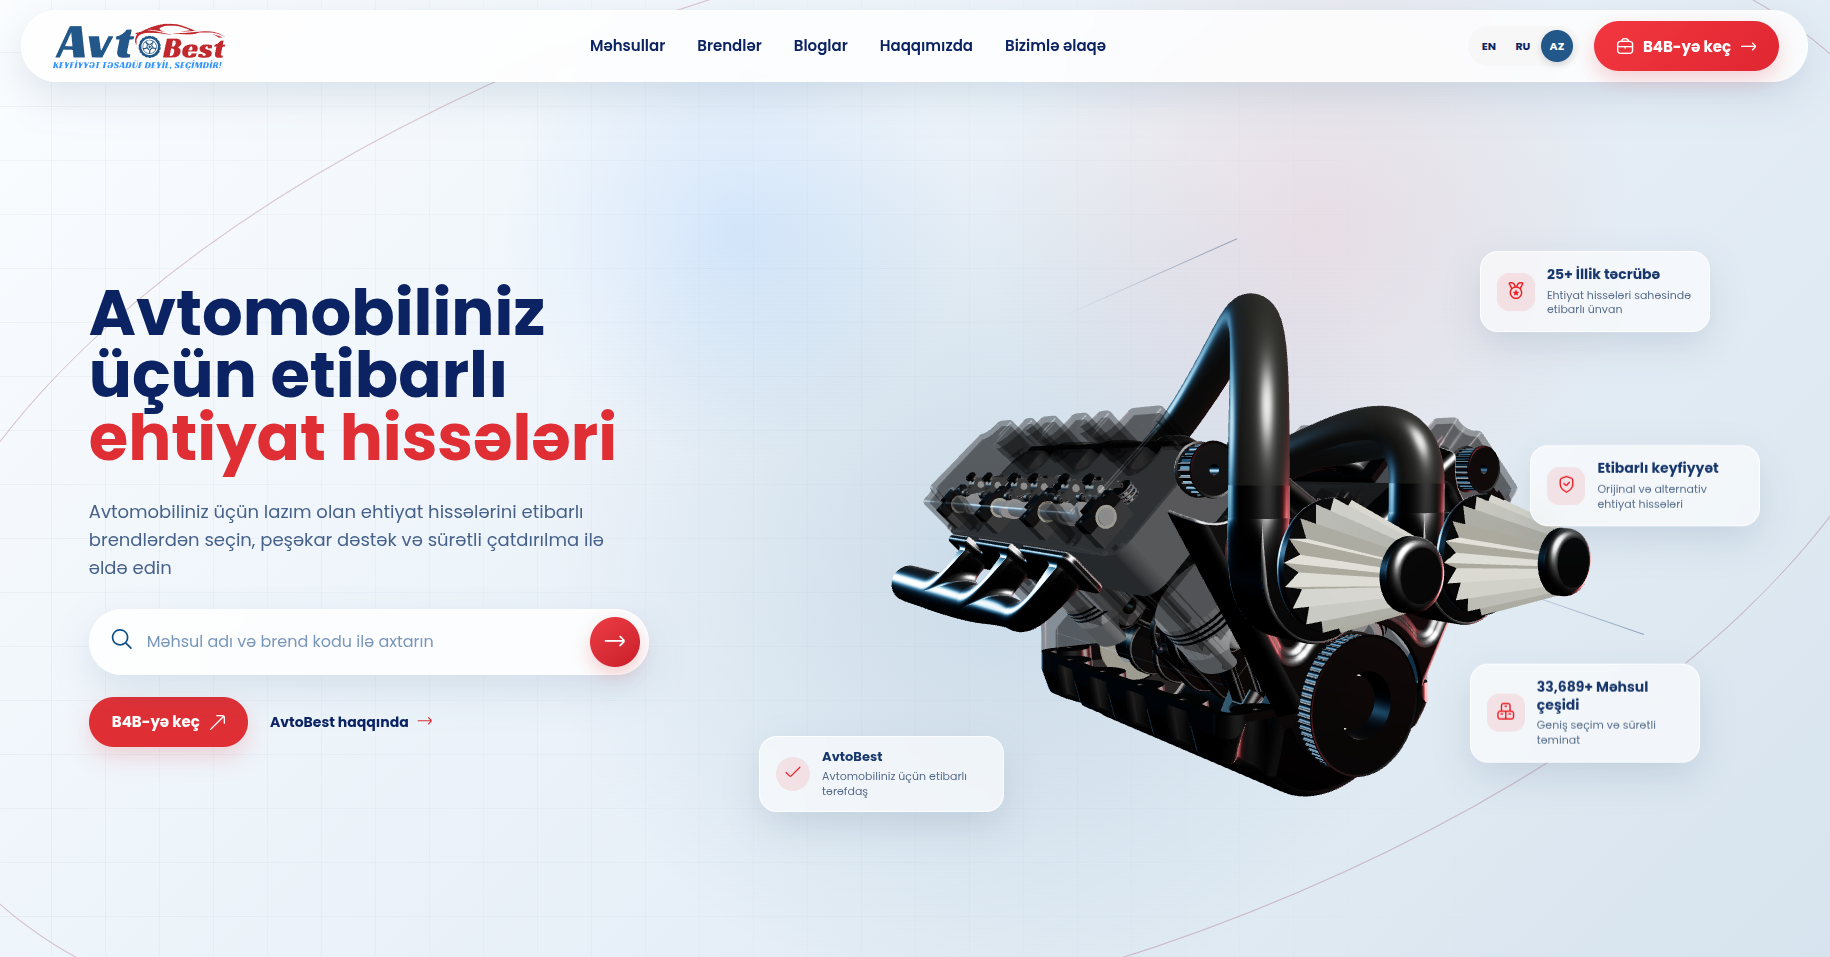 AvtoBest
KEYFİYYƏT TƏSADÜF DEYİL, SEÇİMDİR!
Məhsullar
Brendlər
Bloglar
Haqqımızda
Bizimlə əlaqə
EN
RU
AZ
B4B-yə keç
Avtomobiliniz
üçün etibarlı
ehtiyat hissələri
Avtomobiliniz üçün lazım olan ehtiyat hissələrini etibarlı
brendlərdən seçin, peşəkar dəstək və sürətli çatdırılma ilə
əldə edin
Məhsul adı və brend kodu ilə axtarın
B4B-yə keç
AvtoBest haqqında
25+ İllik təcrübə
Ehtiyat hissələri sahəsində
etibarlı ünvan
Etibarlı keyfiyyət
Orijinal və alternativ
ehtiyat hissələri
33,689+ Məhsul
çeşidi
Geniş seçim və sürətli
təminat
AvtoBest
Avtomobiliniz üçün etibarlı
tərəfdaş